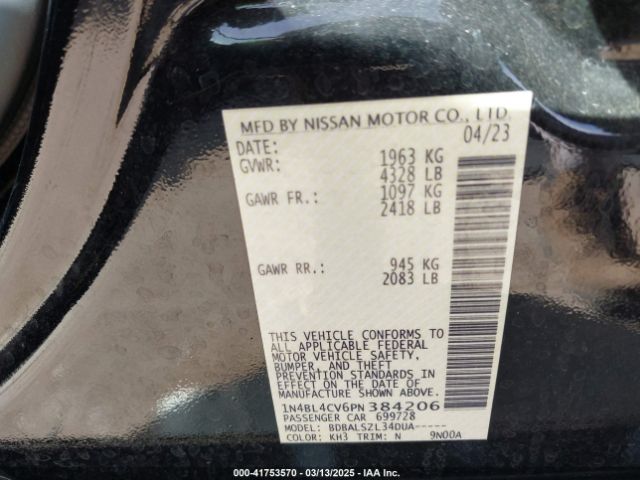 MFD BY NISSAN MOTOR CO., LTD.
DATE: 04/23
GVWR: 1963 KG
4328 LB
GAWR FR.: 1097 KG
2418 LB
GAWR RR.: 945 KG
2083 LB
THIS VEHICLE CONFORMS TO
ALL APPLICABLE FEDERAL
MOTOR VEHICLE SAFETY,
BUMPER, AND THEFT
PREVENTION STANDARDS IN
EFFECT ON THE DATE OF
MANUFACTURE SHOWN ABOVE.
1N4BL4CV6PN384206
PASSENGER CAR 699728
MODEL: BDBALSZL34DUA-----
COLOR: KH3 TRIM: N 9N00A
000-41753570 | 03/13/2025 - IAAI.COM